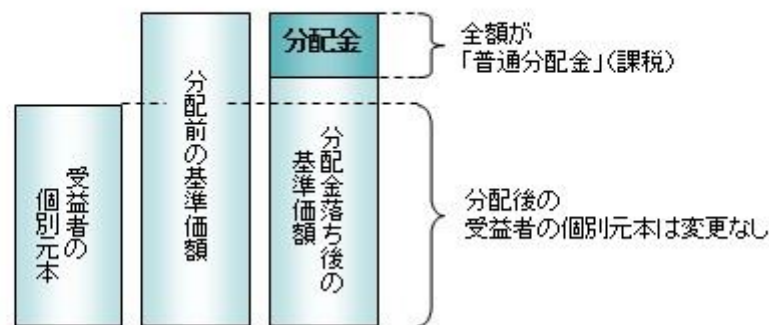 受益者の
個別元本
分配前の基準価額
分配金
分配金落ち後の
基準価額
全額が
「普通分配金」(課税)
分配後の
受益者の個別元本は変更なし